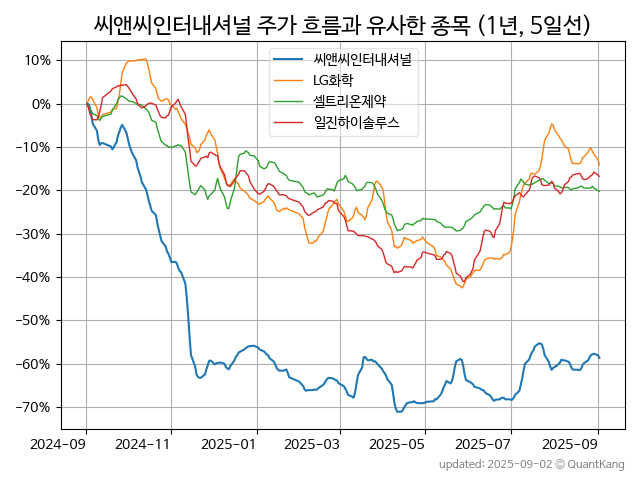 씨앤씨인터내셔널 주가 흐름과 유사한 종목 (1년, 5일선)
씨앤씨인터내셔널
LG화학
셀트리온제약
일진하이솔루스
10%
0%
−10%
−20%
−30%
−40%
−50%
−60%
−70%
2024-09 2024-11 2025-01 2025-03 2025-05 2025-07 2025-09
updated: 2025-09-02 © QuantKang